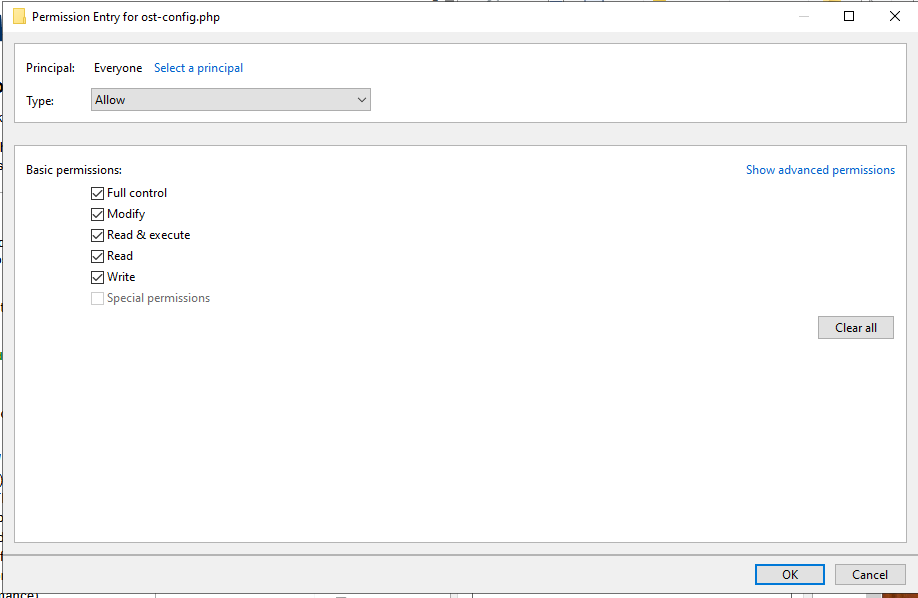 Permission Entry for ost-config.php
Principal: Everyone Select a principal
Type: Allow
Basic permissions: Show advanced permissions
Full control
Modify
Read & execute
Read
Write
Special permissions
Clear all
OK Cancel